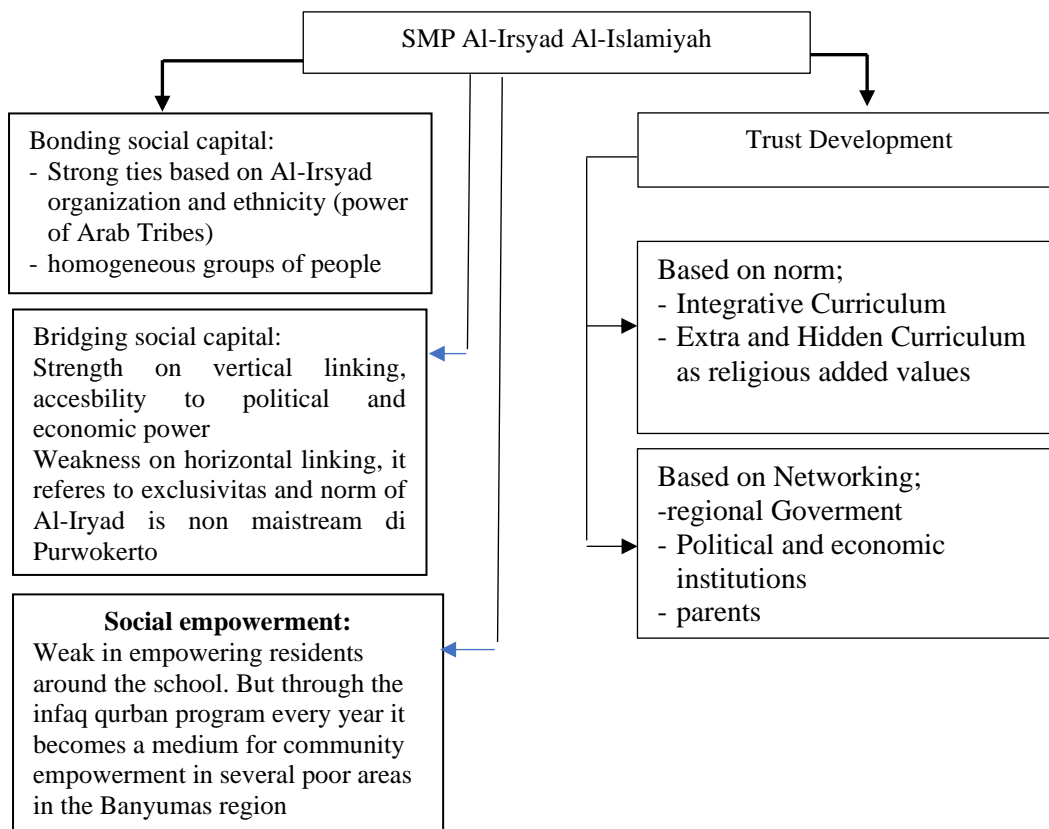 SMP Al-Irsyad Al-Islamiyah
Bonding social capital:
- Strong ties based on Al-Irsyad
organization and ethnicity (power
of Arab Tribes)
- homogeneous groups of people
Bridging social capital:
Strength on vertical linking,
accesbility to political and
economic power
Weakness on horizontal linking, it
referes to exclusivitas and norm of
Al-Iryad is non maistream di
Purwokerto
Social empowerment:
Weak in empowering residents
around the school. But through the
infaq qurban program every year it
becomes a medium for community
empowerment in several poor areas
in the Banyumas region
Trust Development
Based on norm;
- Integrative Curriculum
- Extra and Hidden Curriculum
as religious added values
Based on Networking;
-regional Goverment
- Political and economic
institutions
- parents